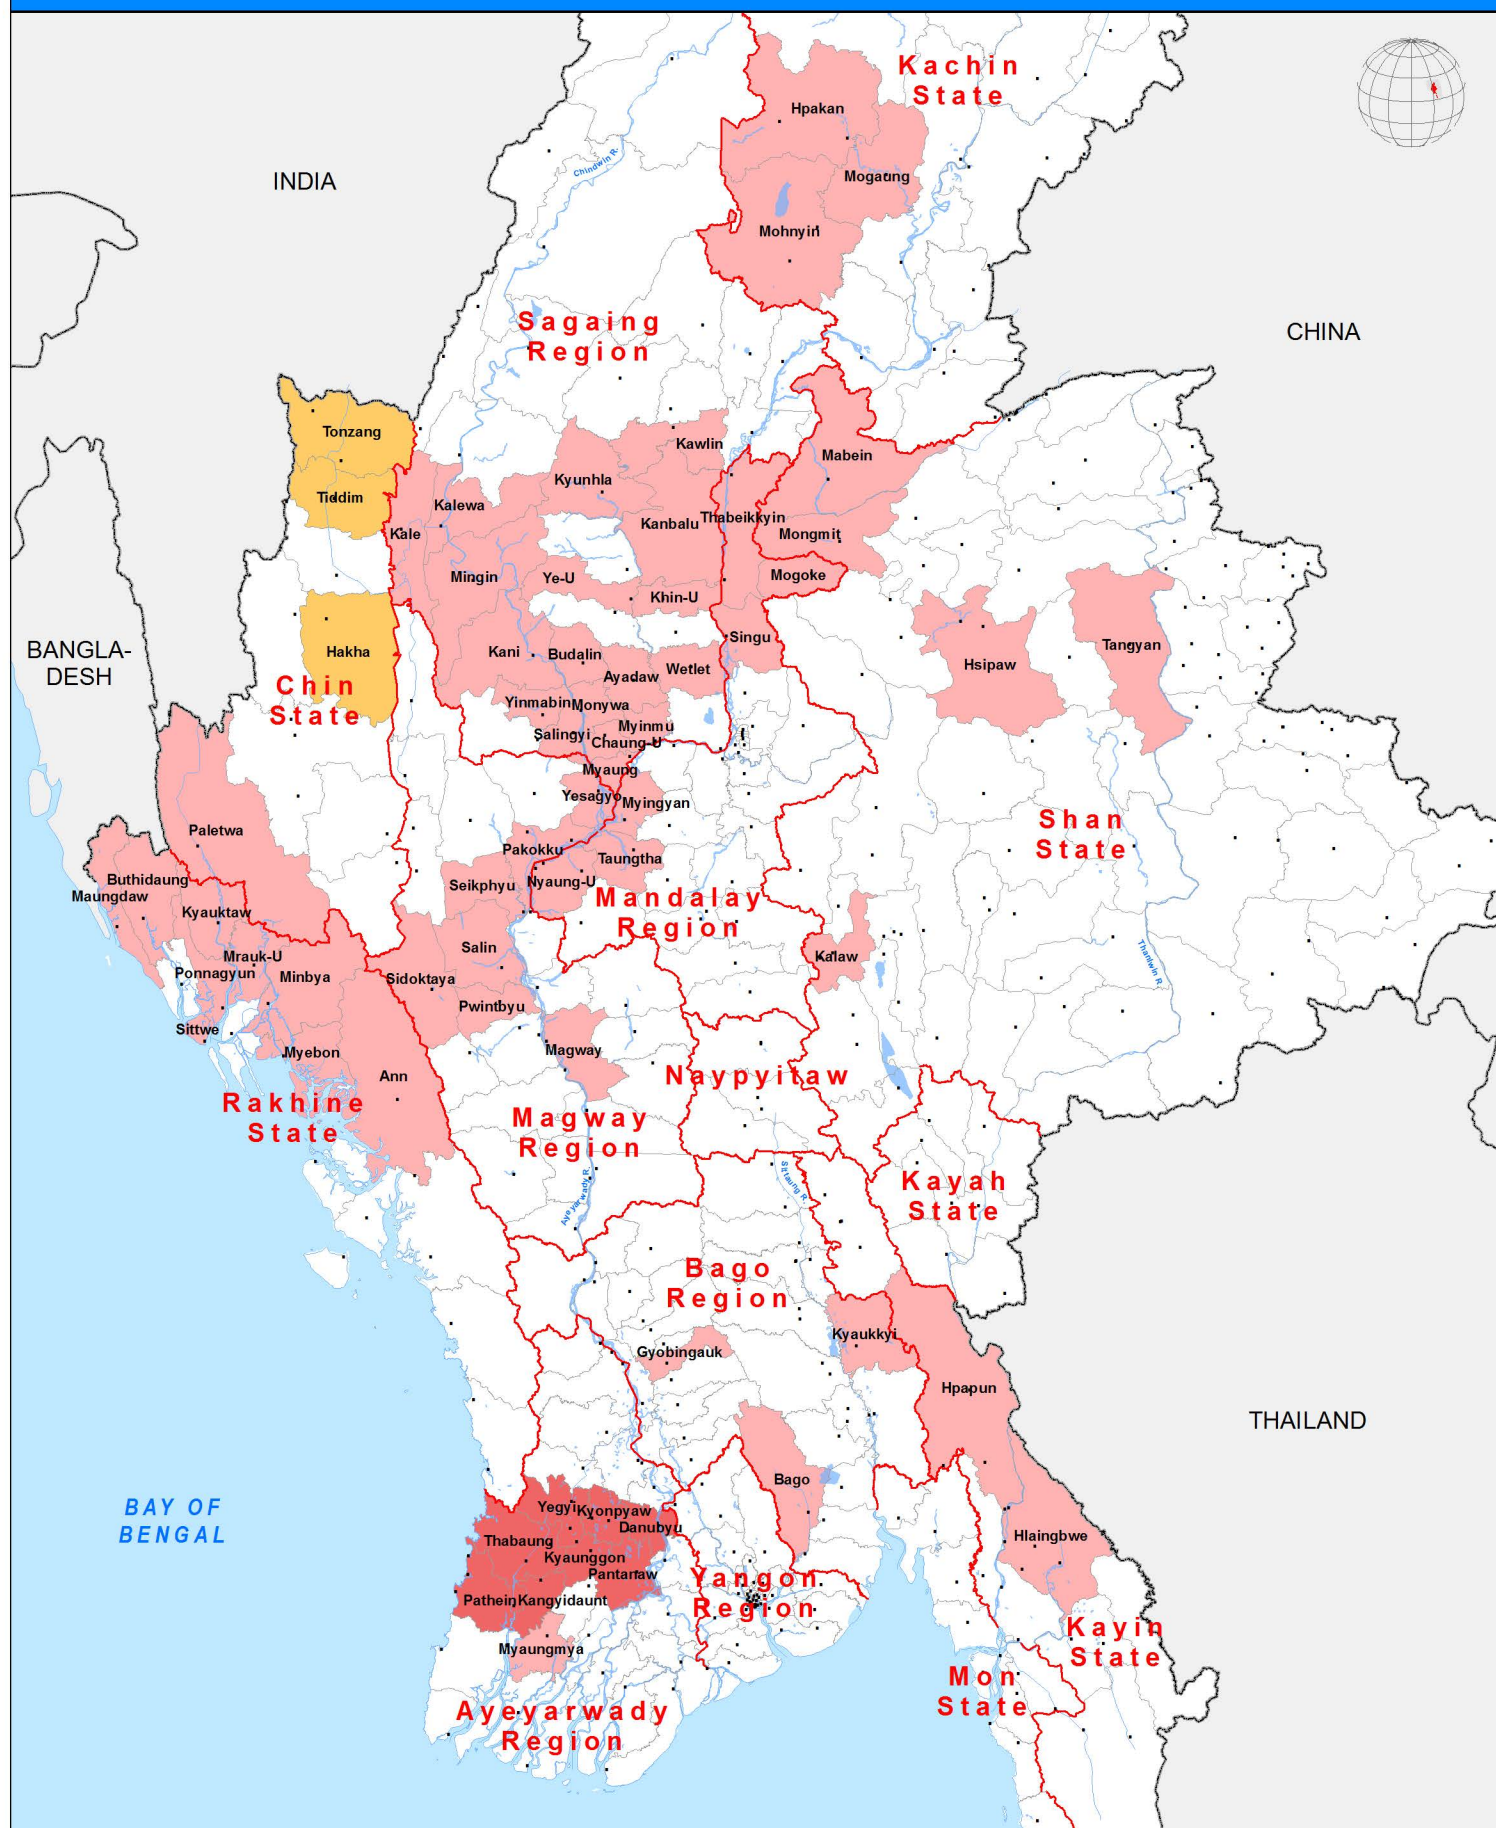 Kachin
State
Hpakan
Chindwin R.
INDIA
Mogaung
Mohnyin
Sagaing
Region
CHINA
Tonzang
Kawlin
Mabein
Kyunhla
Tiddim
Kalewa
Thabeikkyin
Kanbalu
Kale
Mongmit
Mingin
Ye-U
Mogoke
Khin-U
Singu
Tangyan
BANGLA-
DESH
Hakha
Kani
Budalin
Hsipaw
Wetlet
Ayadaw
Chin
State
Yinmabin
Monywa
Myinmu
Salingyi
Chaung-U
Myaung
Yesagyo
Myingyan
Shan
State
Paletwa
Pakokku
Taungtha
Buthidaung
Nyaung-U
Seikphyu
Maungdaw
Mandalay
Region
Kyauktaw
Salin
Mrauk-U
Kalaw
Thanlwin R.
Ponnagyun
Minbya
Sidoktaya
Pwintbyu
Sittwe
Magway
Myebon
Ann
Naypyitaw
Rakhine
State
Magway
Region
Sittaung R.
Kayah
State
Ayeyarwady R.
Bago
Region
Kyaukkyi
Gyobingauk
Hpapun
THAILAND
Bago
BAY OF
BENGAL
Yegyi
Kyonpyaw
Danubyu
Hlaingbwe
Thabaung
Kyaunggon
Pantanaw
Yangon
Region
Pathein
Kangyidaunt
Kayin
State
Myaungmya
Mon
State
Ayeyarwady
Region